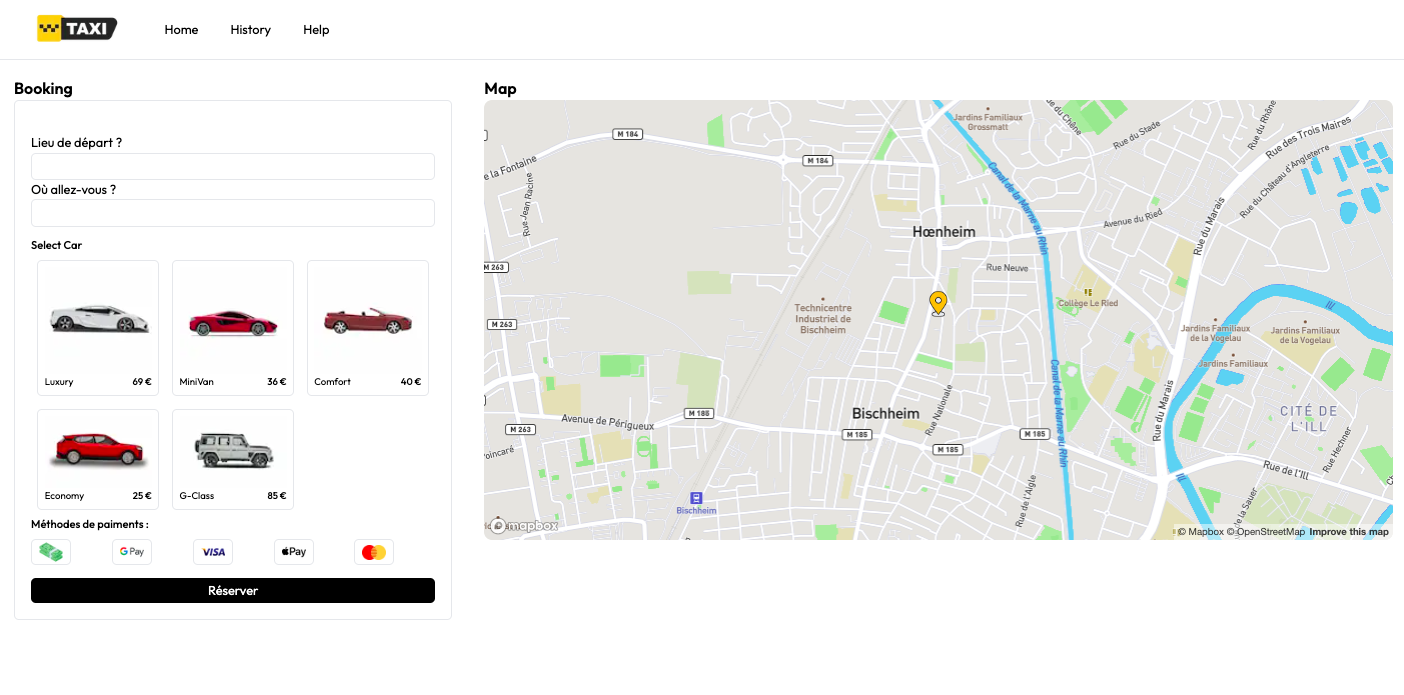 TAXI
Home
History
Help
Booking
Lieu de départ ?
Où allez-vous ?
Select Car
Luxury 69 €
MiniVan 36 €
Comfort 40 €
Economy 25 €
G-Class 85 €
Méthodes de paiments :
G Pay
VISA
Pay
Réserver
Map
M 184
M 184
Jardins Familiaux
Grossmatt
Rue du Chêne
Rue du Stade
Rue du Rhône
Rue des Trois Maires
Rue du Château d'Angleterre
de la Fontaine
Rue Jean Racine
Canal de la Marne au Rhin
Avenue du Ried
Rue du Marais
Hœnheim
M 263
Rue Neuve
Collège Le Ried
Technicentre
Industriel de
Bischheim
M 263
Ill
Jardins Familiaux
de la Vogelau
Jardins Familiaux
de la Vogelau
Jardins Familiaux
Canal de la Marne au Rhin
Rue Nationale
Rue du Marais
Bischheim
M 185
Avenue de Périgueux
M 263
M 185
M 185
M 185
CITÉ DE
L'ILL
Rue Hechner
Poincaré
Rue de l'Ill
Ill
Rue de l'Aigle
de la Sauer
Bischheim
mapbox
© Mapbox © OpenStreetMap Improve this map